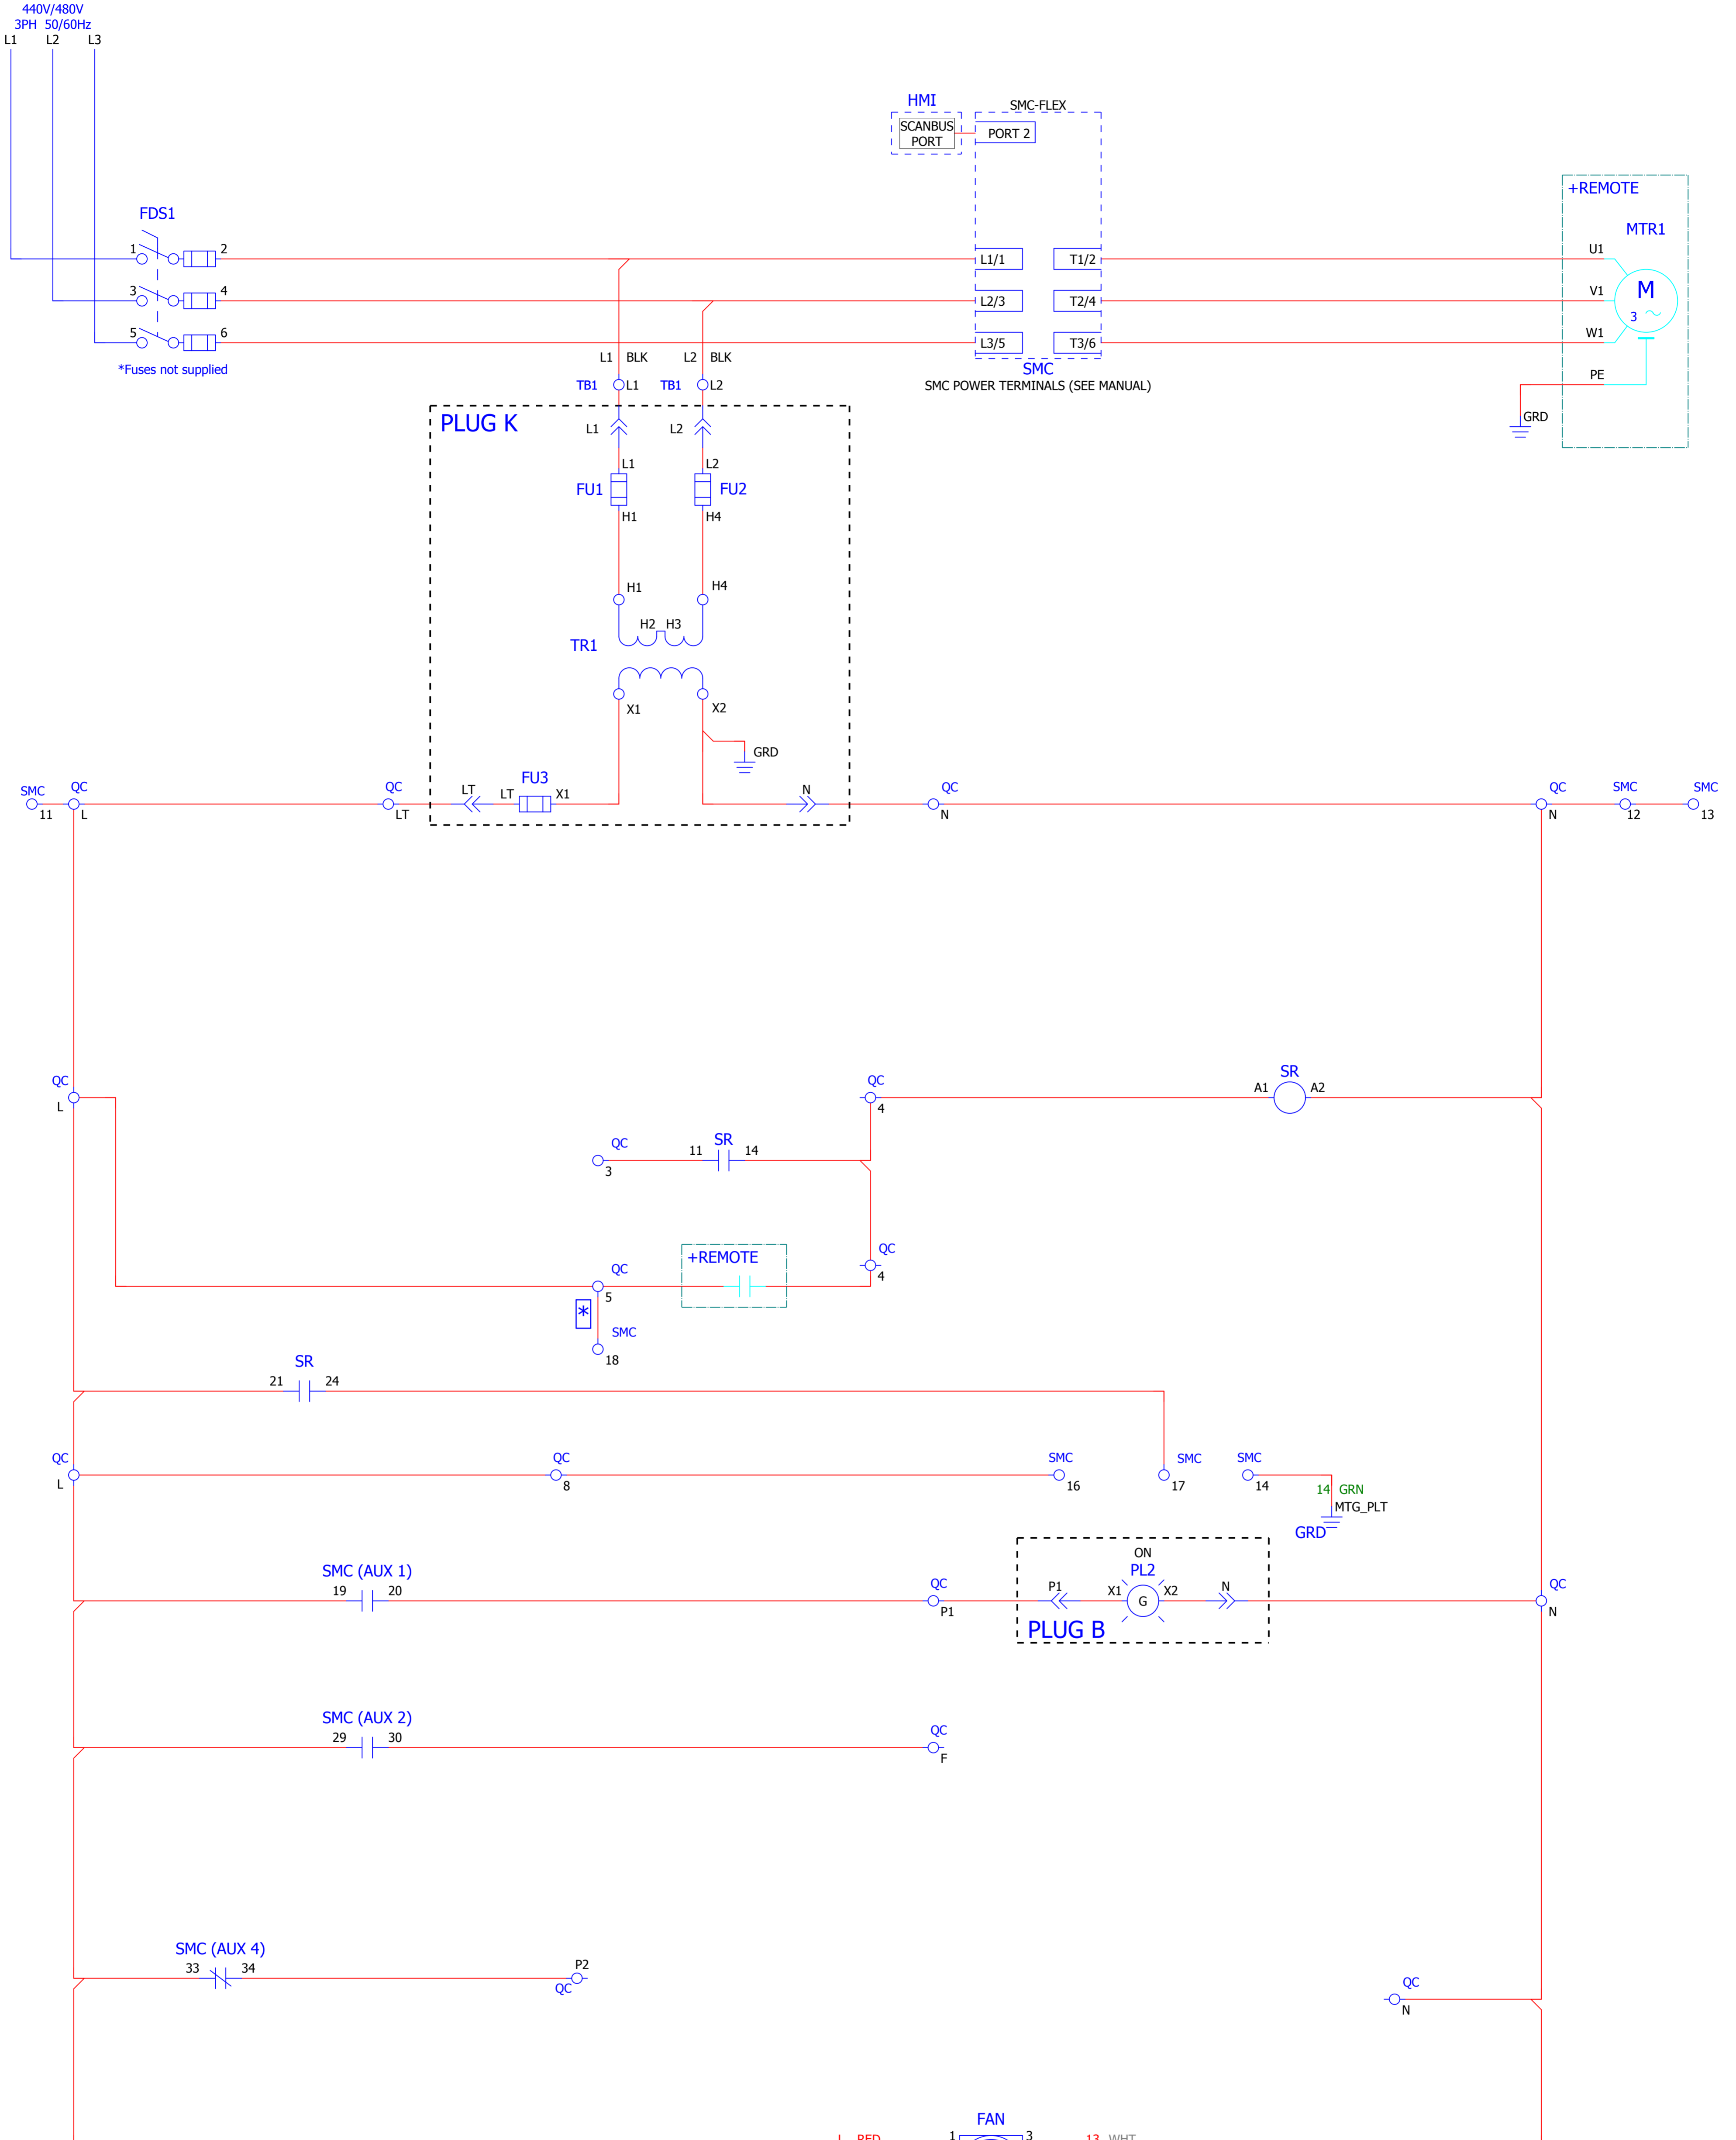 440V/480V
3PH 50/60Hz
L1 L2 L3
HMI
SMC-FLEX
SCANBUS
PORT
PORT 2
+REMOTE
FDS1
MTR1
1 2
L1/1 T1/2
U1
3 4
L2/3 T2/4
V1
M
3
5 6
L3/5 T3/6
W1
*Fuses not supplied
L1 BLK L2 BLK
SMC
SMC POWER TERMINALS (SEE MANUAL)
TB1 L1 TB1 L2
PE
GRD
PLUG K
L1 L2
L1 L2
FU1 FU2
H1 H4
H1 H4
H2 H3
TR1
X1 X2
GRD
SMC QC QC
LT LT FU3 X1 N
QC QC SMC SMC
11 L LT N N 12 13
QC QC SR
L 4 A1 A2
QC 11 SR 14
3
+REMOTE
QC QC
5 4
*
SMC
18
SR
21 24
QC QC SMC SMC SMC
L 8 16 17 14
14 GRN
MTG_PLT
GRD
ON
SMC (AUX 1)
19 20
QC P1 X1 PL2 X2 N QC
P1 G N
PLUG B
SMC (AUX 2)
29 30
QC
F
SMC (AUX 4)
33 34
P2
QC
QC
N
FAN
L RED 1 3 13 WHT